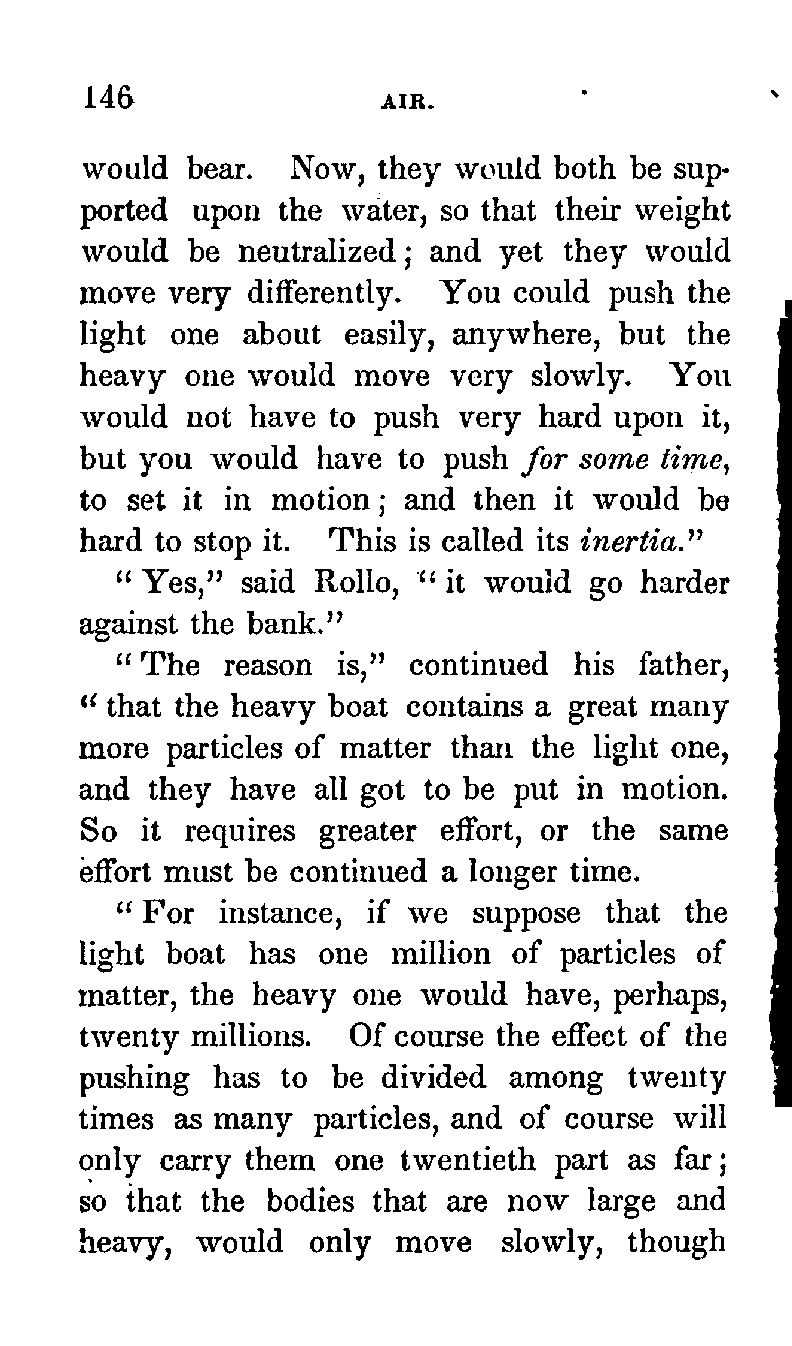 146 AIR.
would bear. Now, they would both be sup-
ported upon the water, so that their weight
would be neutralized; and yet they would
move very differently. You could push the
light one about easily, anywhere, but the
heavy one would move very slowly. You
would not have to push very hard upon it,
but you would have to push for some time,
to set it in motion; and then it would be
hard to stop it. This is called its inertia."
"Yes," said Rollo, "it would go harder
against the bank."
"The reason is," continued his father,
"that the heavy boat contains a great many
more particles of matter than the light one,
and they have all got to be put in motion.
So it requires greater effort, or the same
effort must be continued a longer time.
"For instance, if we suppose that the
light boat has one million of particles of
matter, the heavy one would have, perhaps,
twenty millions. Of course the effect of the
pushing has to be divided among twenty
times as many particles, and of course will
only carry them one twentieth part as far;
so that the bodies that are now large and
heavy, would only move slowly, though